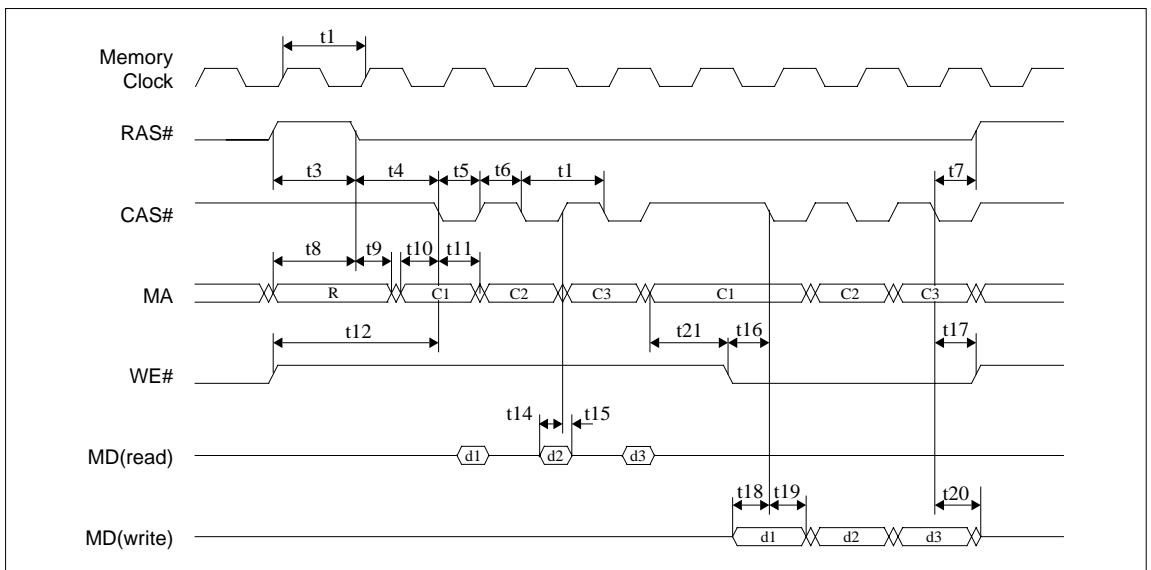 Memory Clock
t1
RAS#
t3 t4 t5 t6 t1 t7
CAS#
t8 t9 t10 t11
MA
R C1 C2 C3 C1 C2 C3
t12 t21 t16 t17
WE#
t14 t15
MD(read)
d1 d2 d3
t18 t19 t20
MD(write)
d1 d2 d3